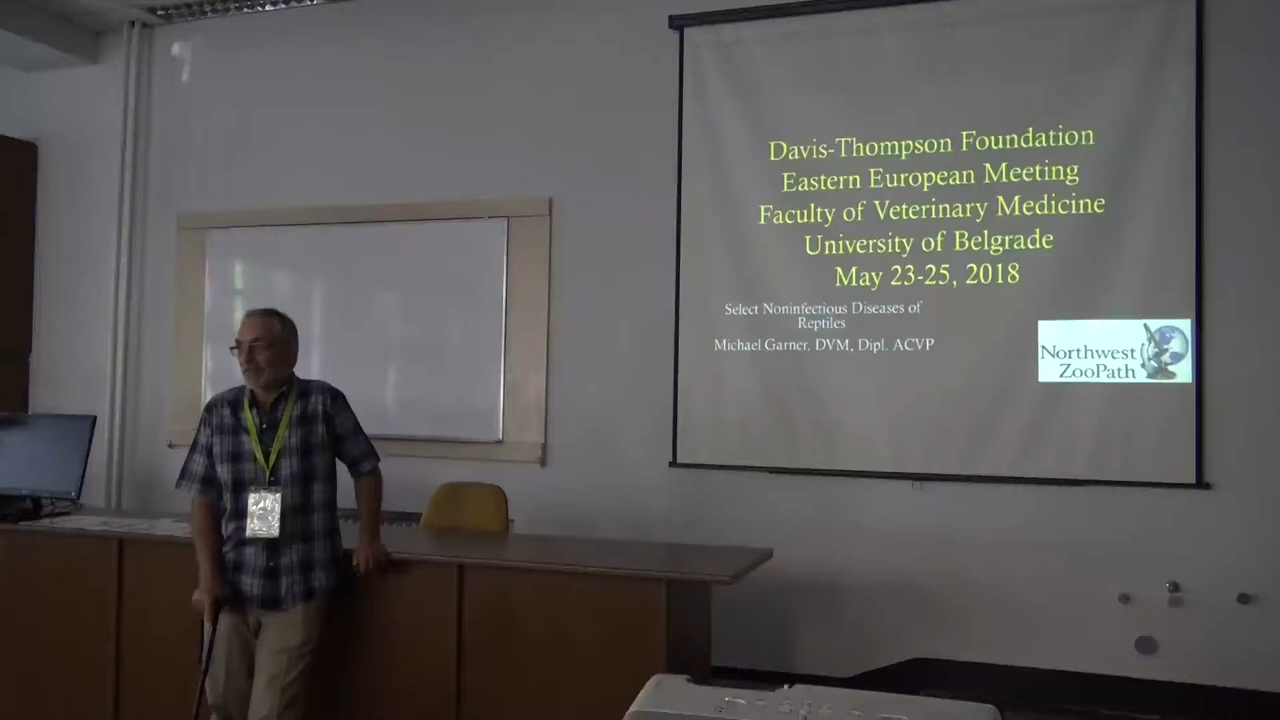 Davis-Thompson Foundation
Eastern European Meeting
Faculty of Veterinary Medicine
University of Belgrade
May 23-25, 2018
Select Noninfectious Diseases of
Reptiles
Michael Garner, DVM, Dipl. ACVP
Northwest
ZooPath